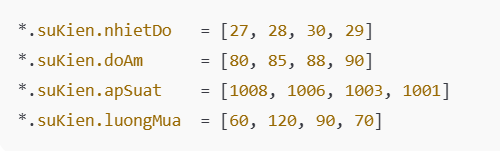 *.suKien.nhietDo   = [27, 28, 30, 29]
*.suKien.doAm      = [80, 85, 88, 90]
*.suKien.apSuat    = [1008, 1006, 1003, 1001]
*.suKien.luongMua  = [60, 120, 90, 70]